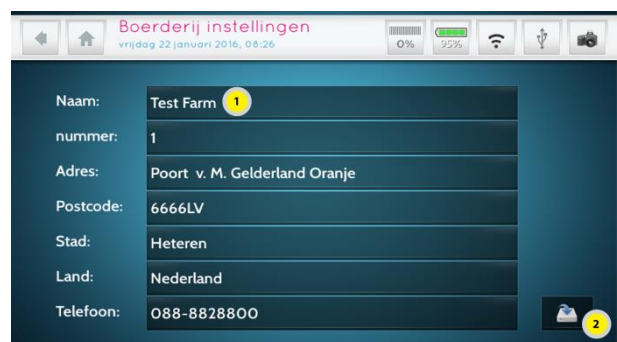 Boerderij instellingen
vrijdag 22 januari 2016, 08:26
0%
95%
Naam: Test Farm 1
nummer: 1
Adres: Poort v. M. Gelderland Oranje
Postcode: 6666LV
Stad: Heteren
Land: Nederland
Telefoon: 088-8828800
2